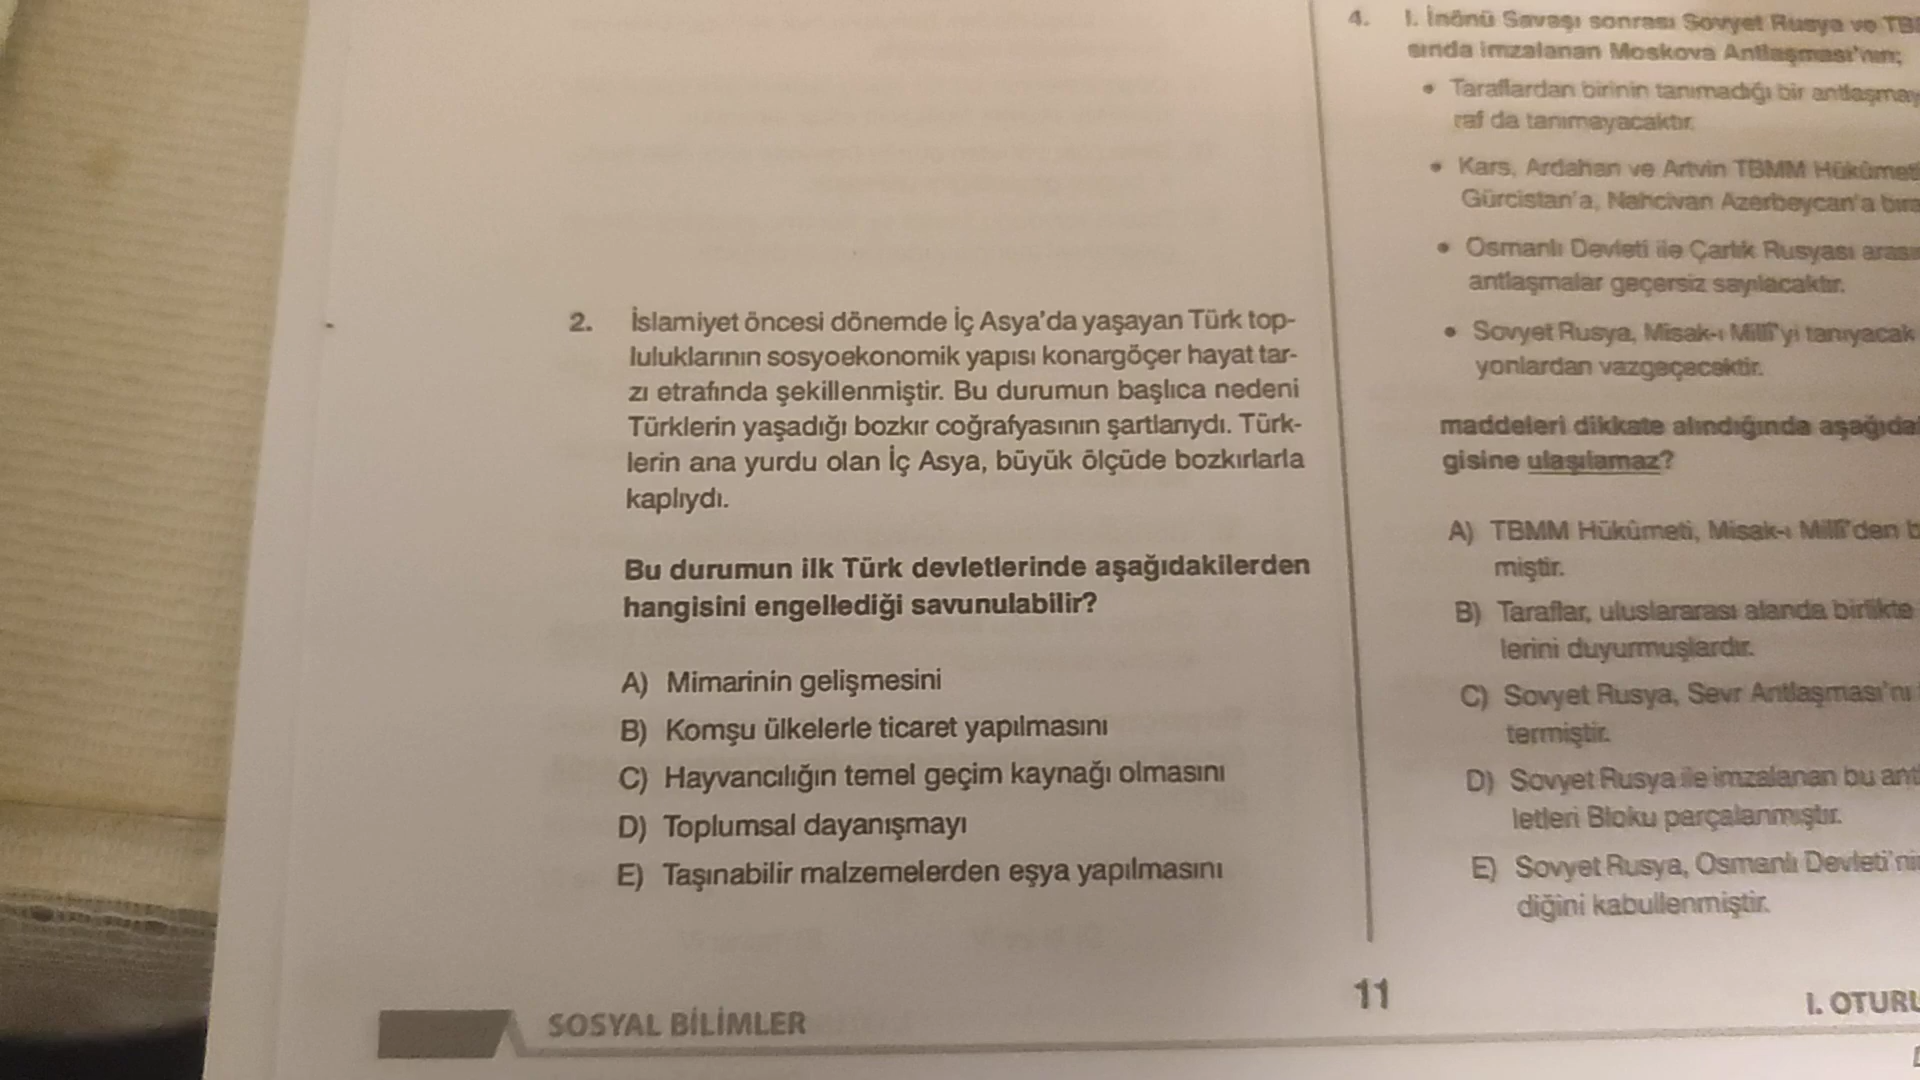 2. İslamiyet öncesi dönemde İç Asya'da yaşayan Türk top-
luluklarının sosyoekonomik yapısı konargöçer hayat tar-
zı etrafında şekillenmiştir. Bu durumun başlıca nedeni
Türklerin yaşadığı bozkır coğrafyasının şartlarıydı. Türk-
lerin ana yurdu olan İç Asya, büyük ölçüde bozkırlarla
kaplıydı.
Bu durumun ilk Türk devletlerinde aşağıdakilerden
hangisini engellediği savunulabilir?
A) Mimarinin gelişmesini
B) Komşu ülkelerle ticaret yapılmasını
C) Hayvancılığın temel geçim kaynağı olmasını
D) Toplumsal dayanışmayı
E) Taşınabilir malzemelerden eşya yapılmasını
4. I. İnönü Savaşı sonrası Sovyet Rusya ve
sında imzalanan Moskova Antlaşması'nın;
• Taraflardan birinin tanımadığı bir
raf da tanımayacaktır.
• Kars, Ardahan ve Artvin TBMM
Gürcistan'a, Nahcivan Azerbeycan'a
• Osmanlı Devleti ile Çarlık Rusyası
antlaşmalar geçersiz sayılacaktır.
• Sovyet Rusya, Misak-ı Millî'yi tanıyacak
yonlardan vazgeçecektir.
maddeleri dikkate alındığında
gisine ulaşılamaz?
A) TBMM Hükûmeti, Misak-ı Millî'den
miştir.
B) Taraflar, uluslararası alanda birlikte
lerini duyurmuşlardır.
C) Sovyet Rusya, Sevr Antlaşması'nı
termiştir.
D) Sovyet Rusya ile imzalanan bu
letleri Bloku parçalanmıştır.
E) Sovyet Rusya, Osmanlı
diğini kabullenmiştir.
SOSYAL BİLİMLER
11
I. OTURU